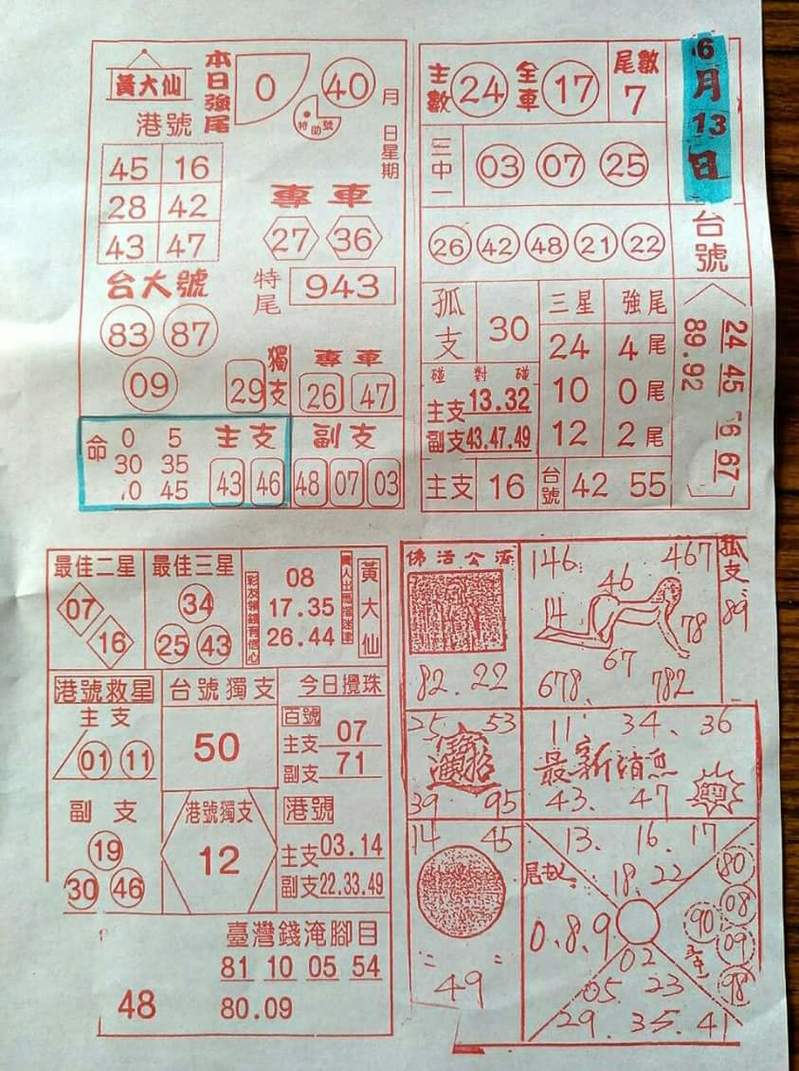 黃大仙
本日強尾
0
40
月 日星期
特 號
港號
45 16
28 42
43 47
專車
27 36
台大號
特尾 943
83 87
09
獨支 29
專車
26 47
命
0 5
30 35
45
主支
43 46
副支
48 07 03
6月13日
台號
24 45 67
89.92
主數 24
全車 17
尾數 7
三中一
03 07 25
26 42 48 21 22
孤支 30
三星
24
10
12
強尾
4尾
0尾
2尾
碰對碰
主支 13.32
副支 43.47.49
主支 16
台號 42 55
最佳二星
07
16
最佳三星
34
25 43
08
17.35
26.44
黃大仙
港號救星
主支
01 11
副支
19
30 46
台號獨支
50
港號獨支
12
今日攪珠
百號
主支 07
副支 71
港號
主支 03.14
副支 22.33.49
臺灣錢淹腳目
81 10 05 54
80.09
48
佛活公濟
82.22
146 467
46
14
78
67
678 782
孤支 89
25 53
39 95
11 34.36
最新消息
43. 47
14 45
49
13. 16. 17
18.22
0.8.9
80
08
90
09
98
02
05 23
29.35.41